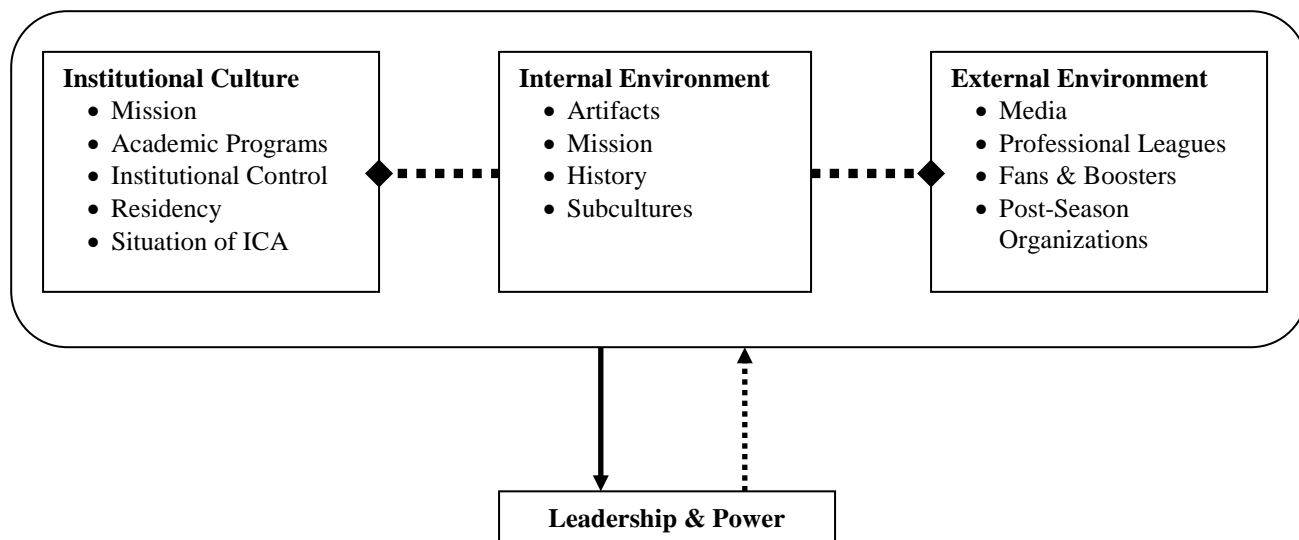 Institutional Culture
• Mission
• Academic Programs
• Institutional Control
• Residency
• Situation of ICA
Internal Environment
• Artifacts
• Mission
• History
• Subcultures
External Environment
• Media
• Professional Leagues
• Fans & Boosters
• Post-Season
Organizations
Leadership & Power